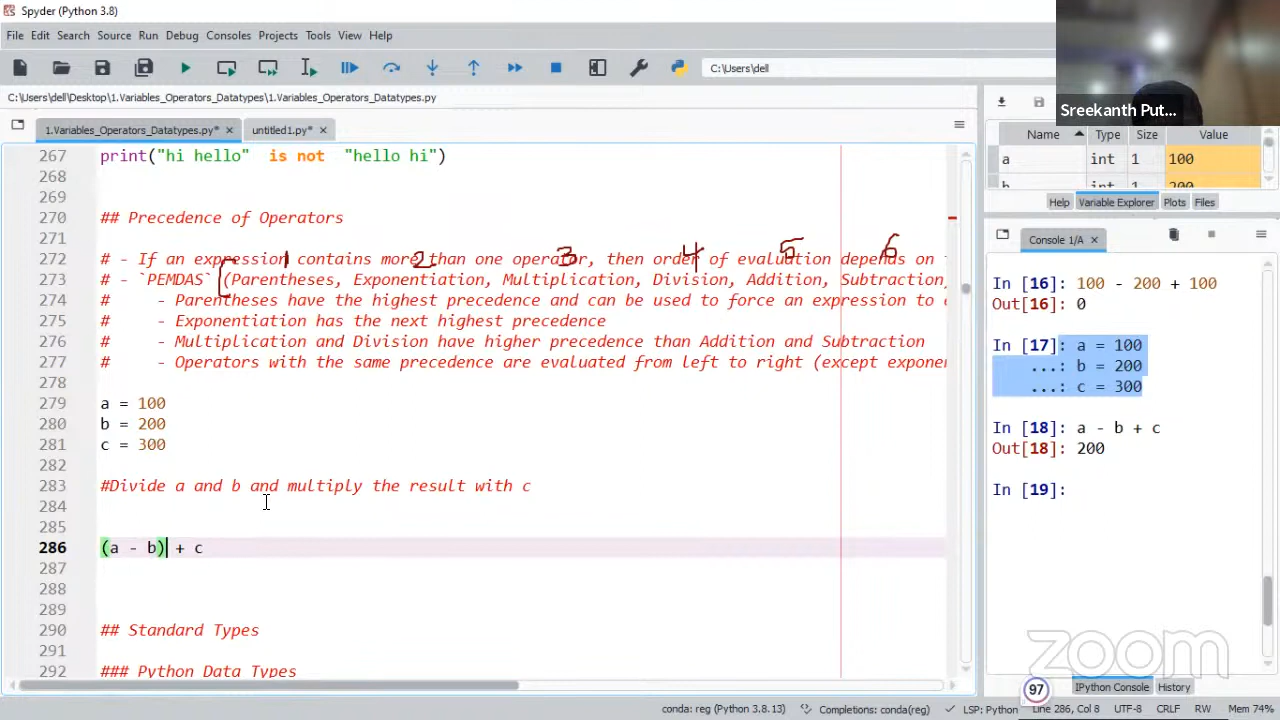 Spyder (Python 3.8)
File Edit Search Source Run Debug Consoles Projects Tools View Help
C:\Users\dell
C:\Users\dell\Desktop\1.Variables_Operators_Datatypes\1.Variables_Operators_Datatypes.py
1.Variables_Operators_Datatypes.py* untitled1.py*
267 print("hi hello" is not "hello hi")
268
269
270 ## Precedence of Operators
271
1 2 3 4 5 6
272 # - If an expression contains more than one operator, then order of evaluation depends on
273 # - `PEMDAS` (Parentheses, Exponentiation, Multiplication, Division, Addition, Subtraction
274 # - Parentheses have the highest precedence and can be used to force an expression to
275 # - Exponentiation has the next highest precedence
276 # - Multiplication and Division have higher precedence than Addition and Subtraction
277 # - Operators with the same precedence are evaluated from left to right (except expone
278
279 a = 100
280 b = 200
281 c = 300
282
283 #Divide a and b and multiply the result with c
284
285
286 (a - b) + c
287
288
289
290 ## Standard Types
291
292 ### Python Data Types
Sreekanth Put...
Name Type Size Value
a int 1 100
b int 1 200
Help Variable Explorer Plots Files
Console 1/A
In [16]: 100 - 200 + 100
Out[16]: 0
In [17]: a = 100
...: b = 200
...: c = 300
In [18]: a - b + c
Out[18]: 200
In [19]:
zoom
97
IPython Console History
conda: reg (Python 3.8.13) Completions: conda(reg) LSP: Python Line 286, Col 8 UTF-8 CRLF RW Mem 74%